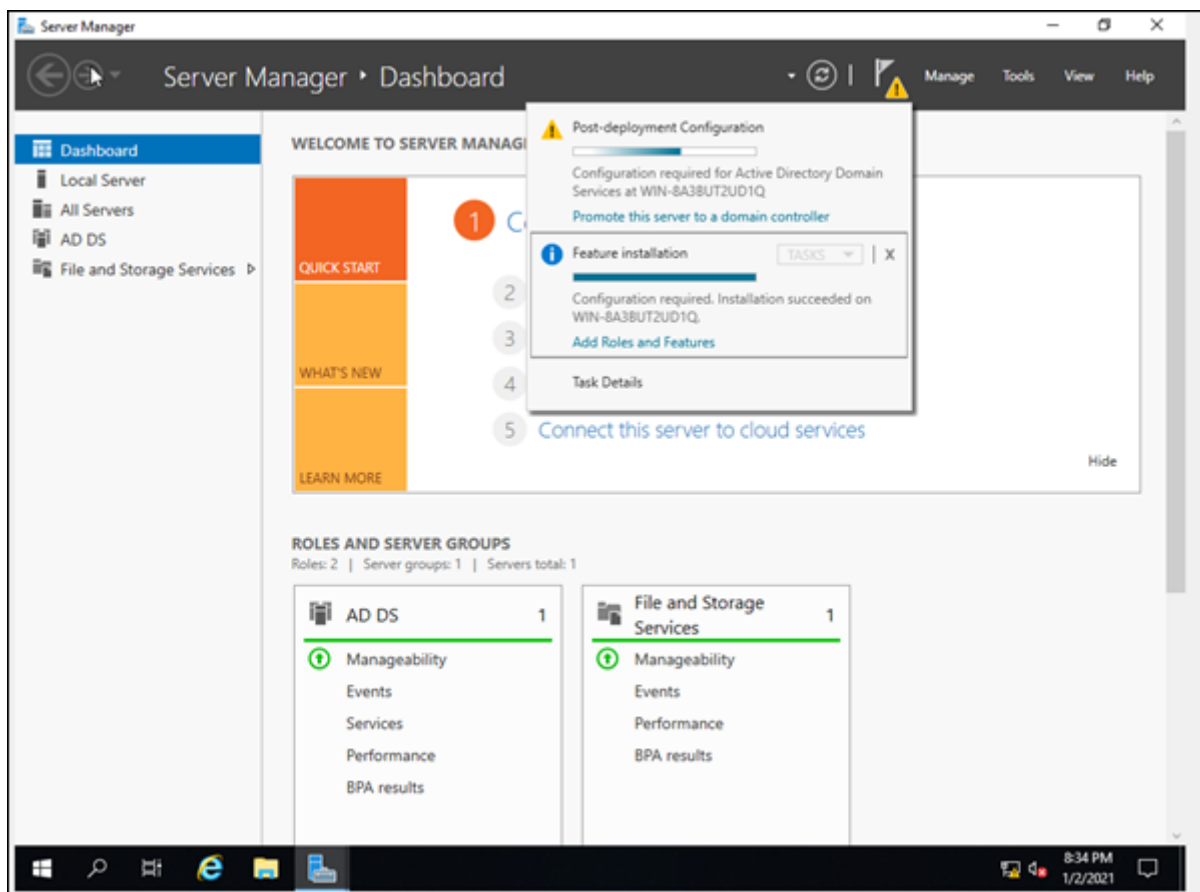 Server Manager
Server Manager • Dashboard
Manage
Tools
View
Help
Dashboard
Local Server
All Servers
AD DS
File and Storage Services
WELCOME TO SERVER MANAG
QUICK START
WHAT'S NEW
LEARN MORE
1
2
3
4
5 Connect this server to cloud services
Hide
Post-deployment Configuration
Configuration required for Active Directory Domain
Services at WIN-8A3BUT2UD1Q
Promote this server to a domain controller
Feature installation
TASKS
X
Configuration required. Installation succeeded on
WIN-8A3BUT2UD1Q.
Add Roles and Features
Task Details
ROLES AND SERVER GROUPS
Roles: 2 | Server groups: 1 | Servers total: 1
AD DS 1
Manageability
Events
Services
Performance
BPA results
File and Storage
Services 1
Manageability
Events
Performance
BPA results
8:34 PM
1/2/2021